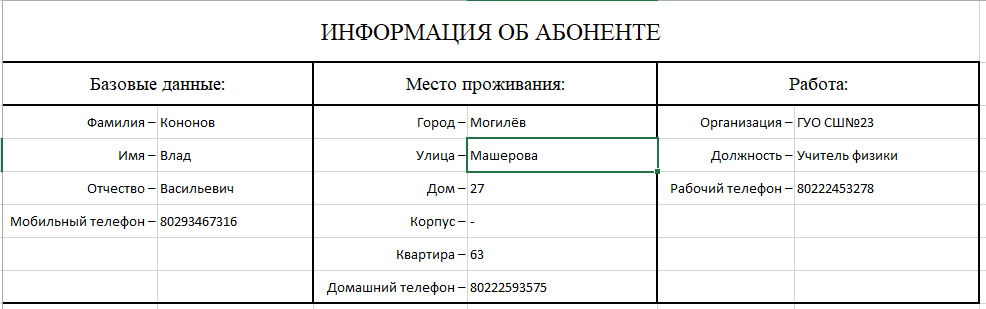 ИНФОРМАЦИЯ ОБ АБОНЕНТЕ
Базовые данные: Место проживания: Работа:
Фамилия – Кононов Город – Могилёв Организация – ГУО СШ№23
Имя – Влад Улица – Машерова Должность – Учитель физики
Отчество – Васильевич Дом – 27 Рабочий телефон – 80222453278
Мобильный телефон – 80293467316 Корпус – -
Квартира – 63
Домашний телефон – 80222593575